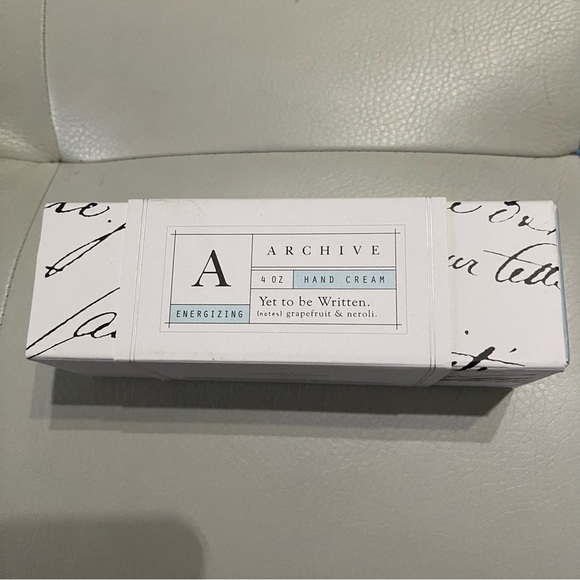 A
ARCHIVE
4 OZ HAND CREAM
ENERGIZING
Yet to be Written.
(notes) grapefruit & neroli.